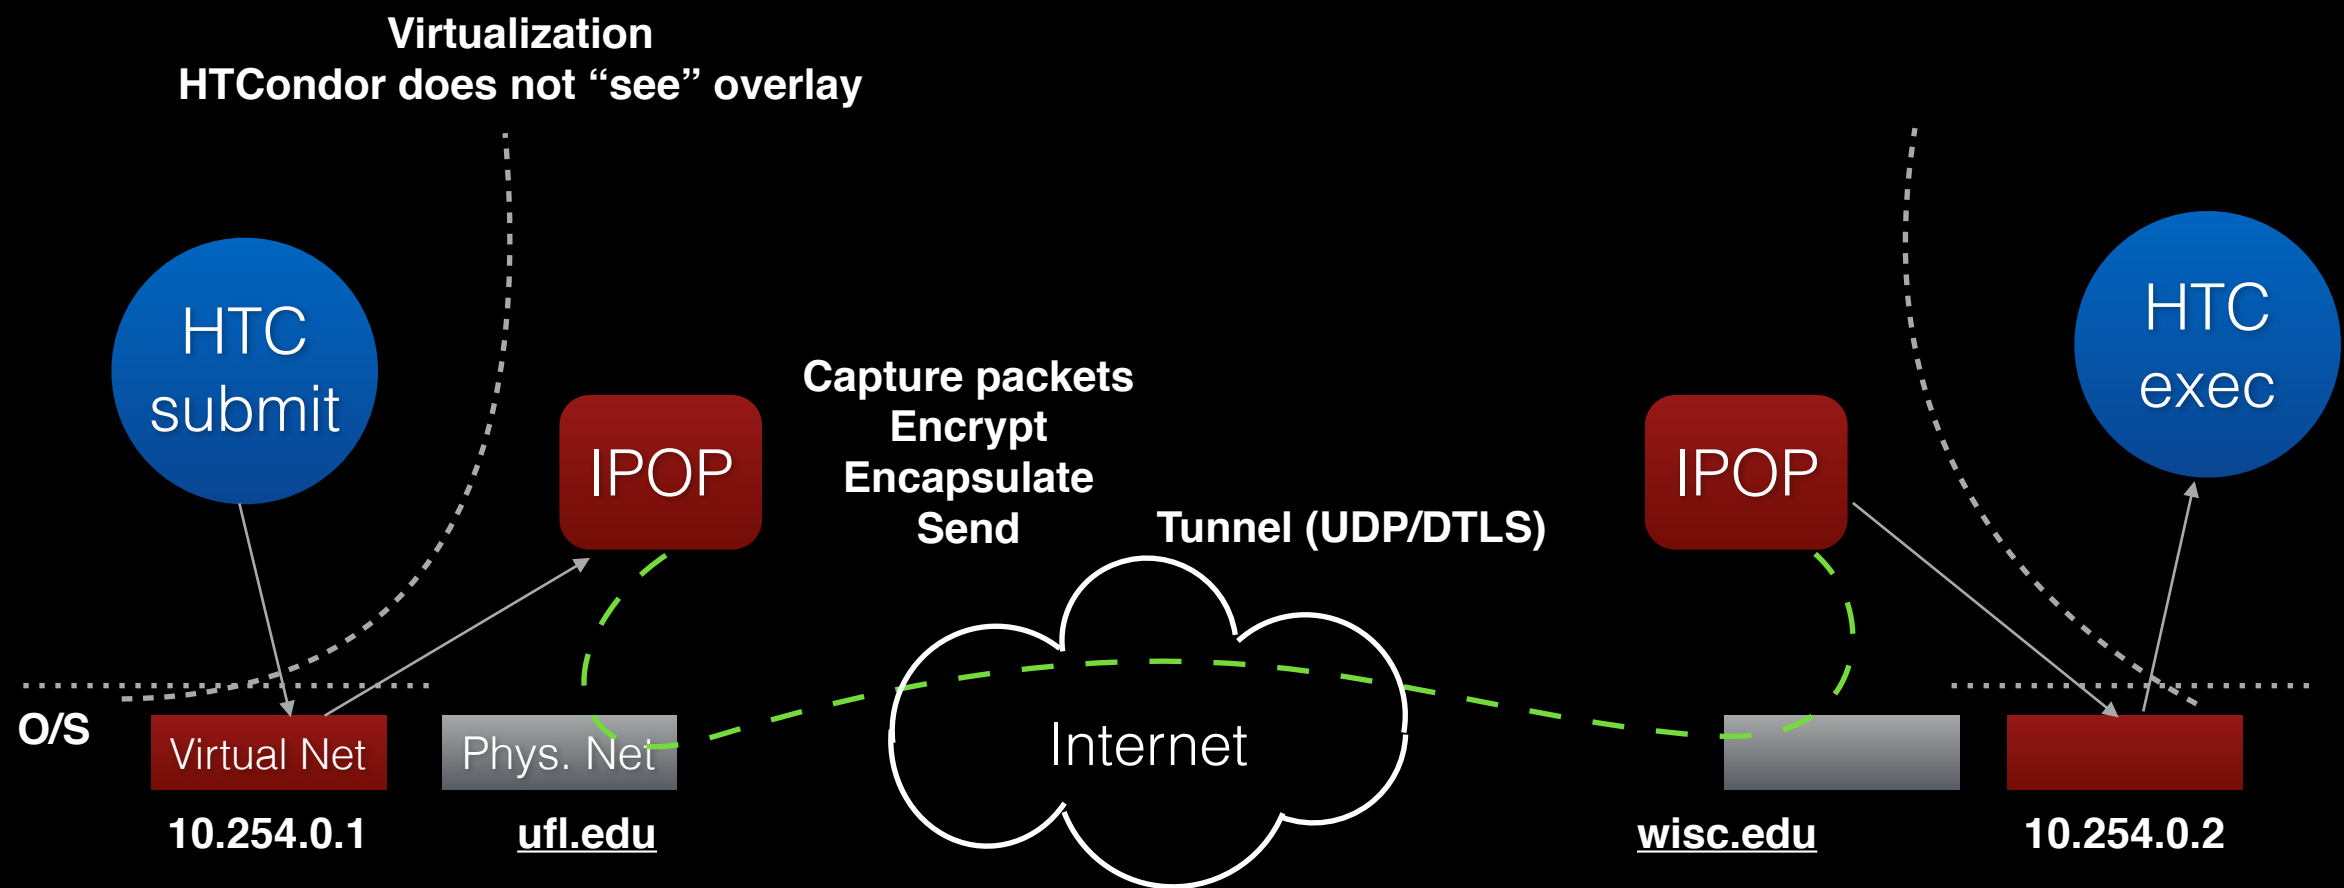 Virtualization
HTCondor does not “see” overlay
HTC
submit
IPOP
Capture packets
Encrypt
Encapsulate
Send
Tunnel (UDP/DTLS)
IPOP
HTC
exec
O/S
Virtual Net
Phys. Net
Internet
10.254.0.1
ufl.edu
wisc.edu
10.254.0.2